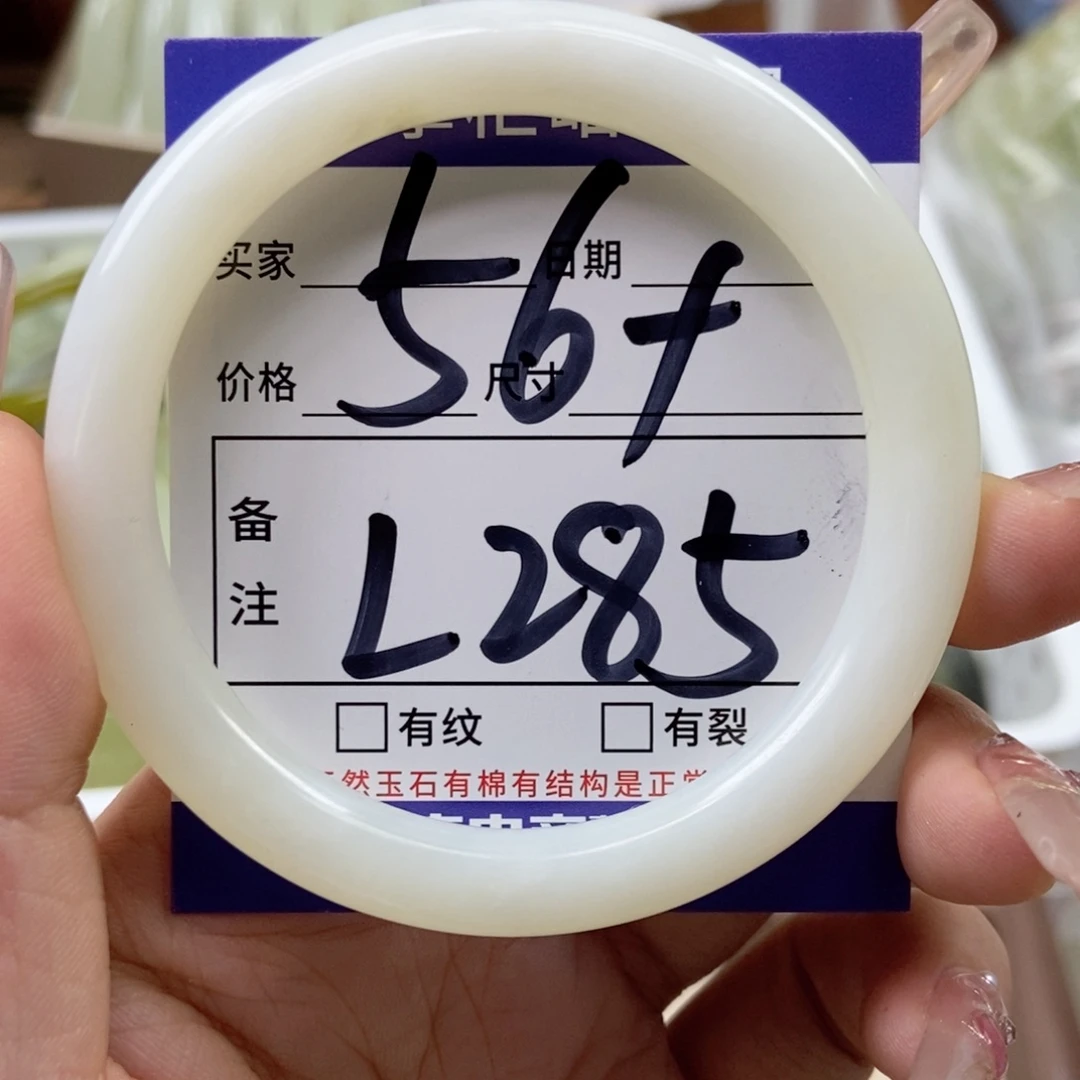 56+
买家 日期
价格 尺寸
备注
L285
有纹 有裂
然玉石有棉有结构是正常